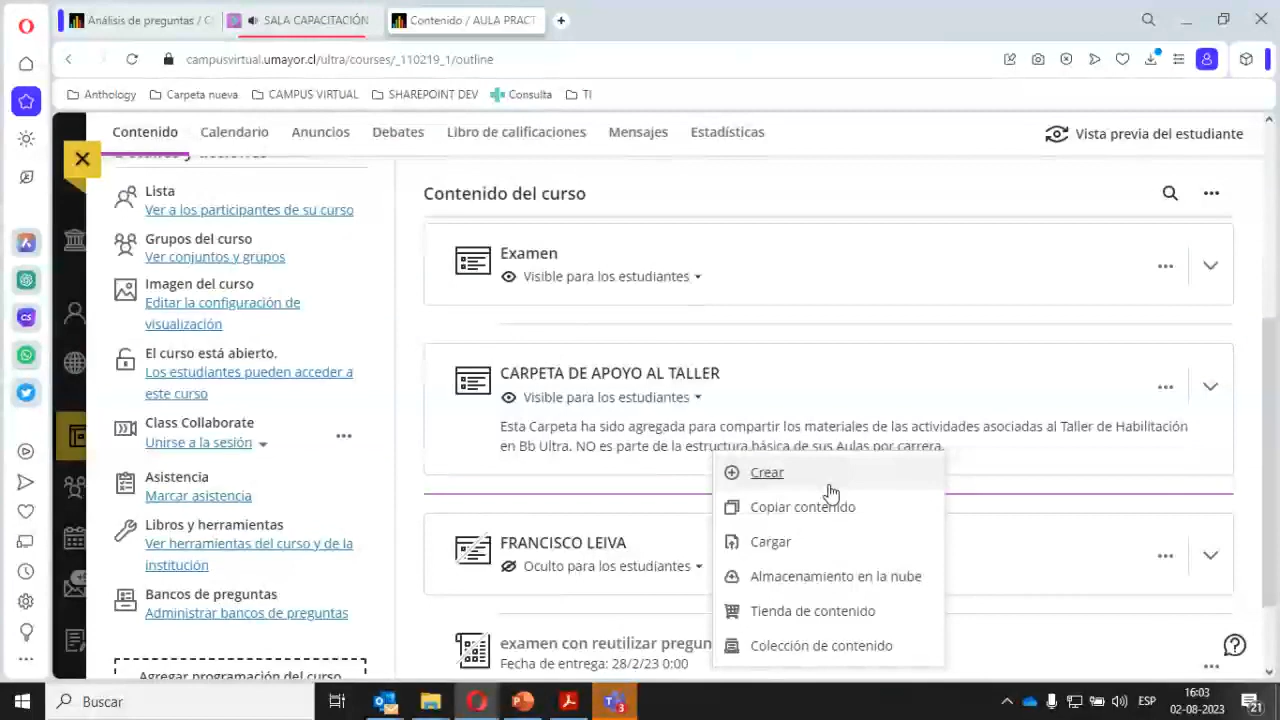 Análisis de preguntas / C
SALA CAPACITACIÓN
Contenido / AULA PRACT
campusvirtual.umayor.cl/ultra/courses/_110219_1/outline
Anthology
Carpeta nueva
CAMPUS VIRTUAL
SHAREPOINT DEV
Consulta
TI
Contenido
Calendario
Anuncios
Debates
Libro de calificaciones
Mensajes
Estadísticas
Vista previa del estudiante
Detalles y acciones
Lista
Ver a los participantes de su curso
Grupos del curso
Ver conjuntos y grupos
Imagen del curso
Editar la configuración de
visualización
El curso está abierto.
Los estudiantes pueden acceder a
este curso
Class Collaborate
Unirse a la sesión
Asistencia
Marcar asistencia
Libros y herramientas
Ver herramientas del curso y de la
institución
Bancos de preguntas
Administrar bancos de preguntas
Agregar programación del curso
Contenido del curso
Examen
Visible para los estudiantes
CARPETA DE APOYO AL TALLER
Visible para los estudiantes
Esta Carpeta ha sido agregada para compartir los materiales de las actividades asociadas al Taller de Habilitación
en Bb Ultra. NO es parte de la estructura básica de sus Aulas por carrera.
Crear
Copiar contenido
Cargar
Almacenamiento en la nube
Tienda de contenido
Colección de contenido
FRANCISCO LEIVA
Oculto para los estudiantes
examen con reutilizar pregun
Fecha de entrega: 28/2/23 0:00
Buscar
ESP
16:03
02-08-2023
21
3